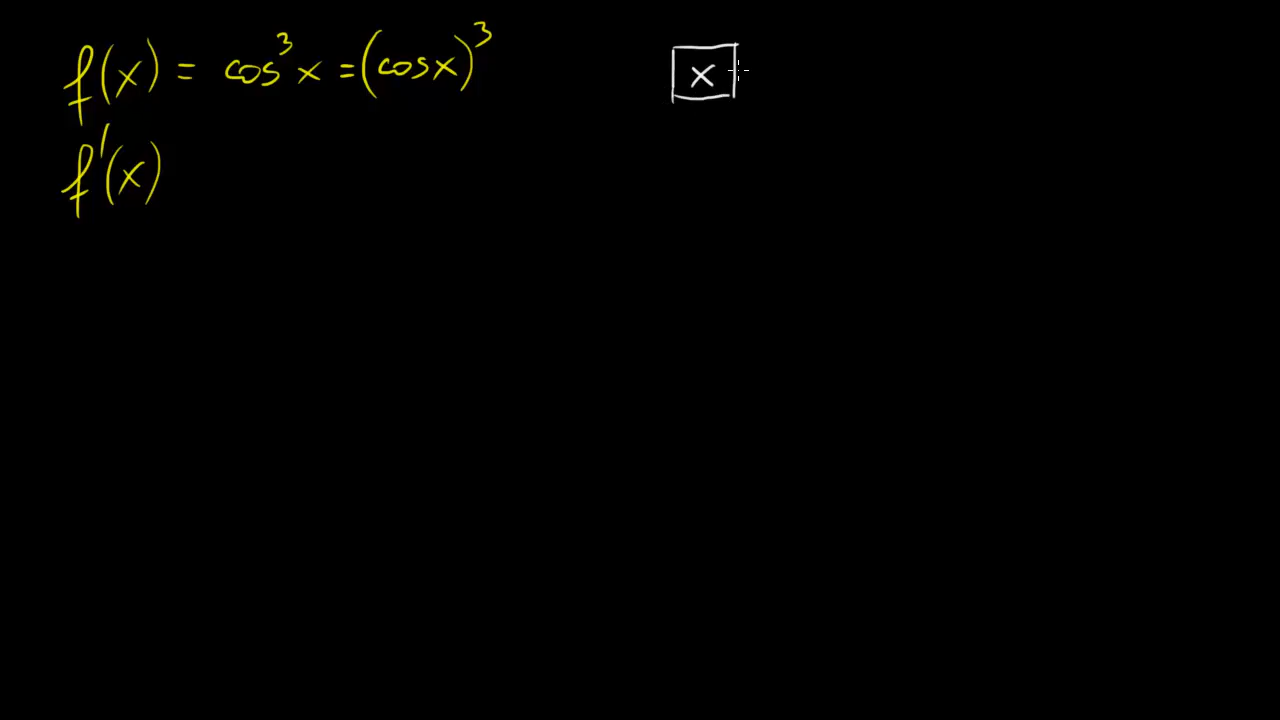 f(x) = cos³x = (cosx)³
x
f'(x)